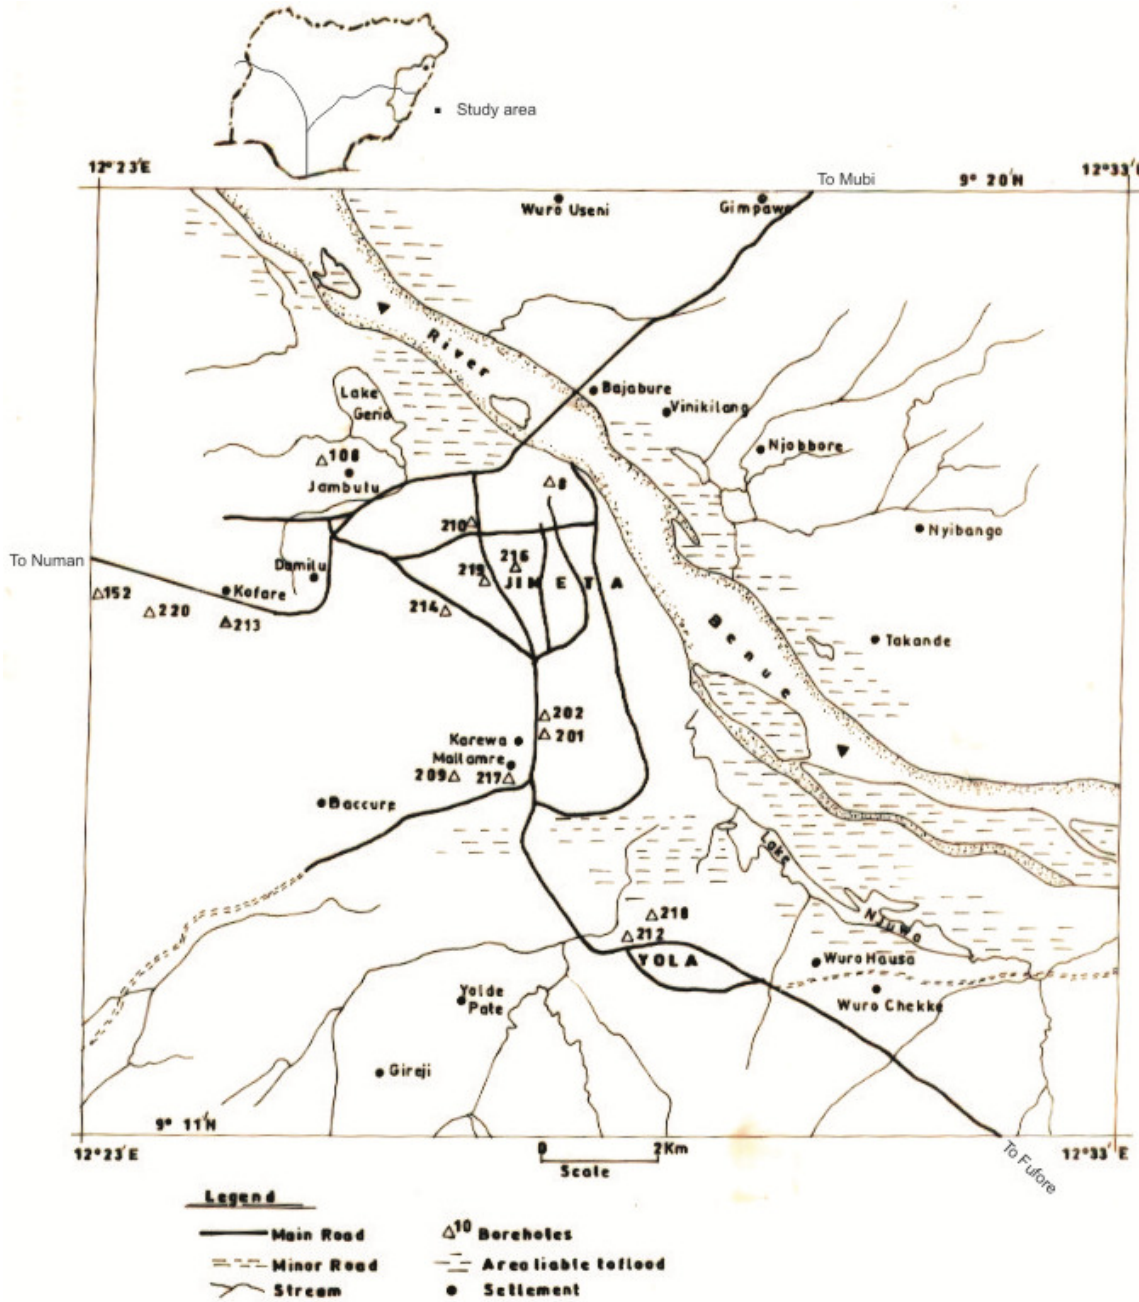 Study area
12° 23'E
To Mubi
9° 20'N
12° 33'E
Wuro Useni
Gimpawe
River
Bajabure
Vinikilang
Lake
Gerio
Njobbore
108
Jambutu
8
210
Nyibango
To Numan
216
Damilu
219
JIMETA
152
Kofare
220
213
214
Benue
Takande
202
Karewa
201
Mallamre
209
217
Baccure
Lake
Njuwa
218
212
YOLA
Wuro Hausa
Yolde
Pate
Wuro Chekke
Gireji
9° 11'N
12° 23'E
0
2Km
Scale
12° 33' E
To Fufore
Legend
Main Road
10 Boreholes
Minor Road
Area liable to flood
Stream
Settlement